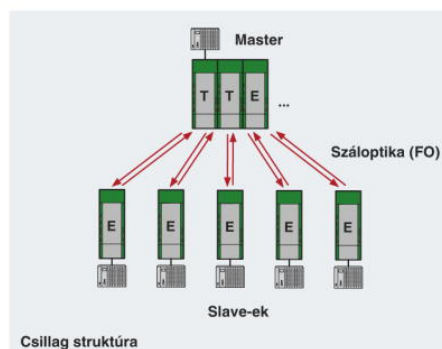 Master
T T E ...
Száloptika (FO)
E E E E E
Slave-ek
Csillag struktúra